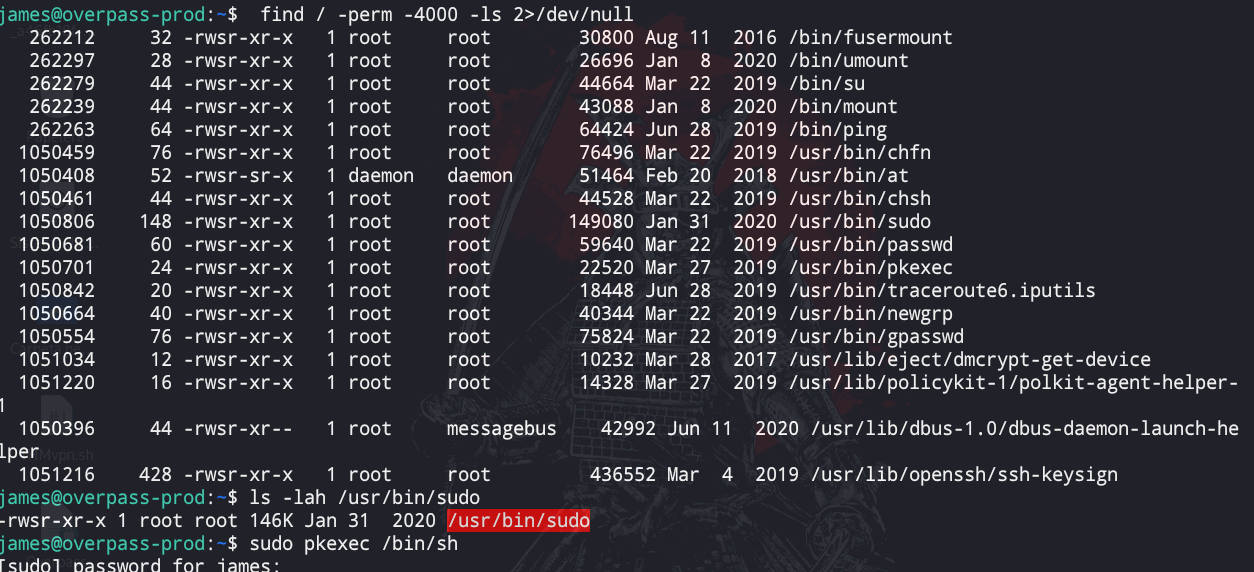 james@overpass-prod:~$  find / -perm -4000 -ls 2>/dev/null
   262212     32 -rwsr-xr-x   1 root     root        30800 Aug 11  2016 /bin/fusermount
   262297     28 -rwsr-xr-x   1 root     root        26696 Jan  8  2020 /bin/umount
   262279     44 -rwsr-xr-x   1 root     root        44664 Mar 22  2019 /bin/su
   262239     44 -rwsr-xr-x   1 root     root        43088 Jan  8  2020 /bin/mount
   262263     64 -rwsr-xr-x   1 root     root        64424 Jun 28  2019 /bin/ping
  1050459     76 -rwsr-xr-x   1 root     root        76496 Mar 22  2019 /usr/bin/chfn
  1050408     52 -rwsr-sr-x   1 daemon   daemon      51464 Feb 20  2018 /usr/bin/at
  1050461     44 -rwsr-xr-x   1 root     root        44528 Mar 22  2019 /usr/bin/chsh
  1050806    148 -rwsr-xr-x   1 root     root       149080 Jan 31  2020 /usr/bin/sudo
  1050681     60 -rwsr-xr-x   1 root     root        59640 Mar 22  2019 /usr/bin/passwd
  1050701     24 -rwsr-xr-x   1 root     root        22520 Mar 27  2019 /usr/bin/pkexec
  1050842     20 -rwsr-xr-x   1 root     root        18448 Jun 28  2019 /usr/bin/traceroute6.iputils
  1050664     40 -rwsr-xr-x   1 root     root        40344 Mar 22  2019 /usr/bin/newgrp
  1050554     76 -rwsr-xr-x   1 root     root        75824 Mar 22  2019 /usr/bin/gpasswd
  1051034     12 -rwsr-xr-x   1 root     root        10232 Mar 28  2017 /usr/lib/eject/dmcrypt-get-device
  1051220     16 -rwsr-xr-x   1 root     root        14328 Mar 27  2019 /usr/lib/policykit-1/polkit-agent-helper-
1
  1050396     44 -rwsr-xr--   1 root     messagebus    42992 Jun 11  2020 /usr/lib/dbus-1.0/dbus-daemon-launch-he
lper
  1051216    428 -rwsr-xr-x   1 root     root         436552 Mar  4  2019 /usr/lib/openssh/ssh-keysign
james@overpass-prod:~$ ls -lah /usr/bin/sudo
-rwsr-xr-x 1 root root 146K Jan 31  2020 /usr/bin/sudo
james@overpass-prod:~$ sudo pkexec /bin/sh
[sudo] password for james: